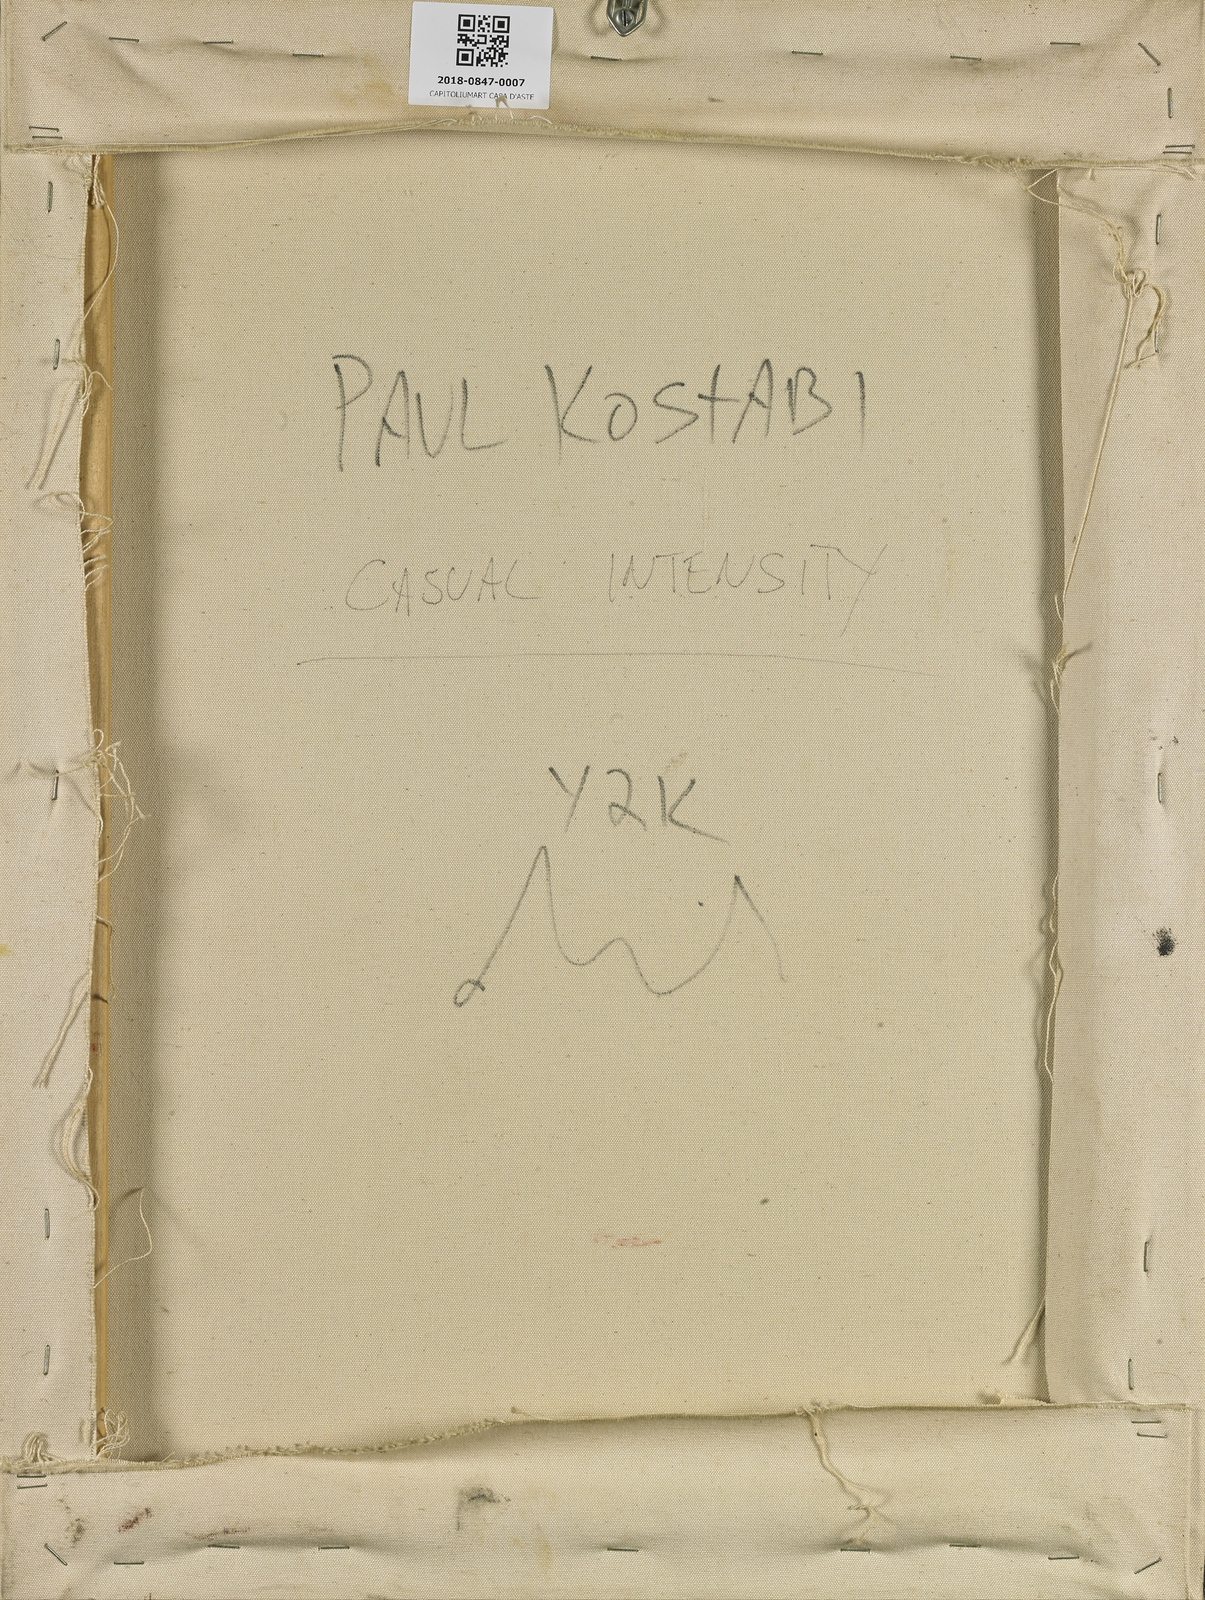 2018-0847-0007
CAPITOLIUMART CASA D'ASTE
PAUL KOSTABI
CASUAL INTENSITY
Y2K